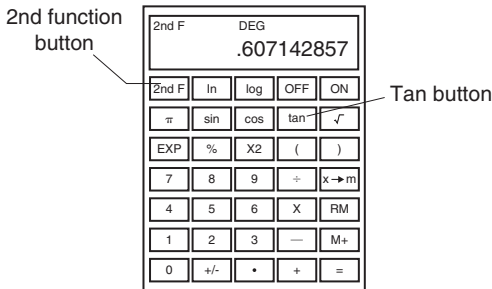 2nd function
button
2nd F DEG
.607142857
2nd F ln log OFF ON
Tan button
π sin cos tan √
EXP % X2 ( )
7 8 9 ÷ x→m
4 5 6 X RM
1 2 3 — M+
0 +/- • + =